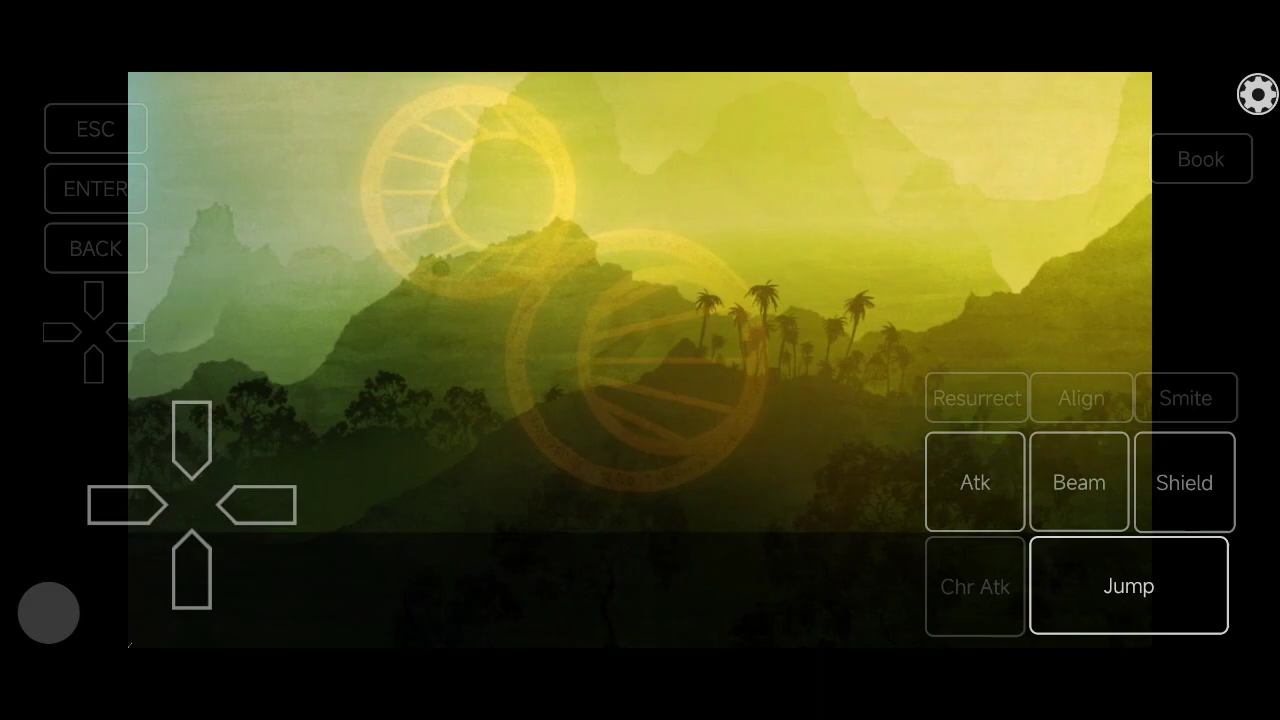 ESC
ENTER
BACK
Book
Resurrect Align Smite
Atk Beam Shield
Chr Atk Jump